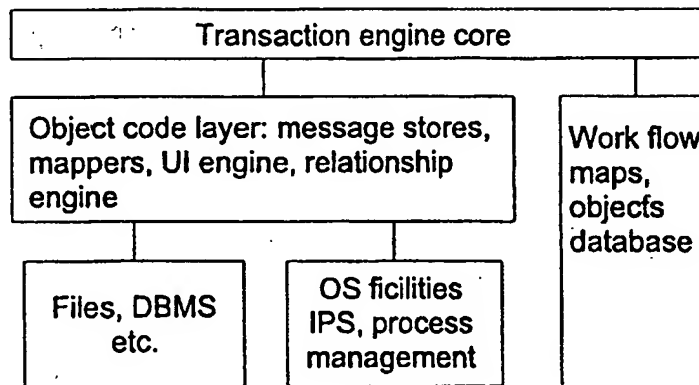 Transaction engine core
Object code layer: message stores,
mappers, UI engine, relationship
engine
Work flow
maps,
objecfs
database
Files, DBMS
etc.
OS ficilities
IPS, process
management